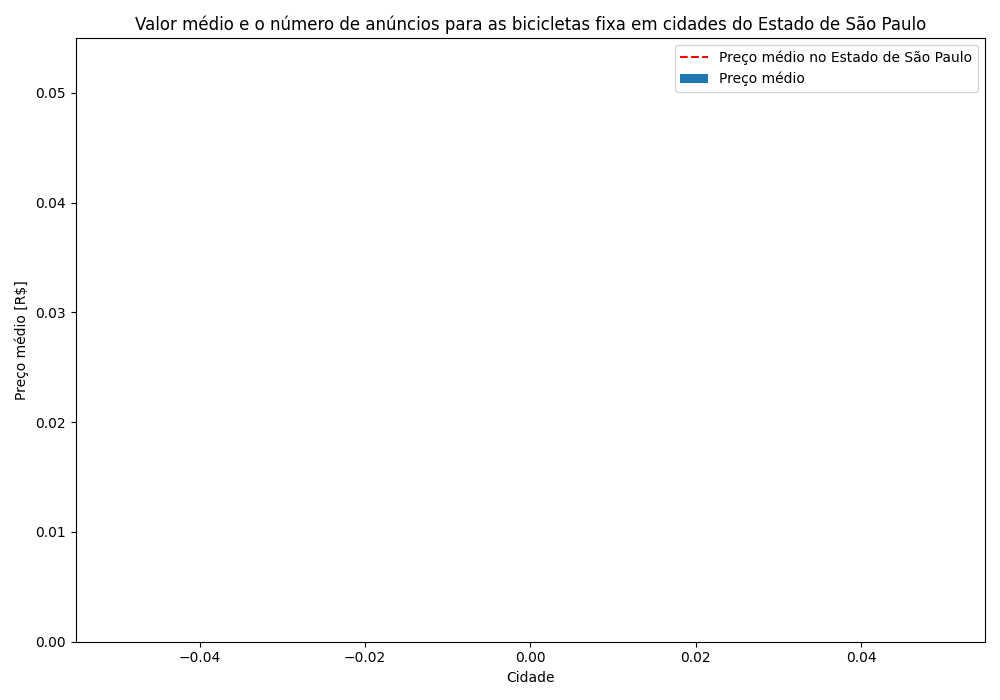 Valor médio e o número de anúncios para as bicicletas fixa em cidades do Estado de São Paulo
Preço médio no Estado de São Paulo
Preço médio
0.05
0.04
0.03
0.02
0.01
0.00
Preço médio [R$]
−0.04
−0.02
0.00
0.02
0.04
Cidade